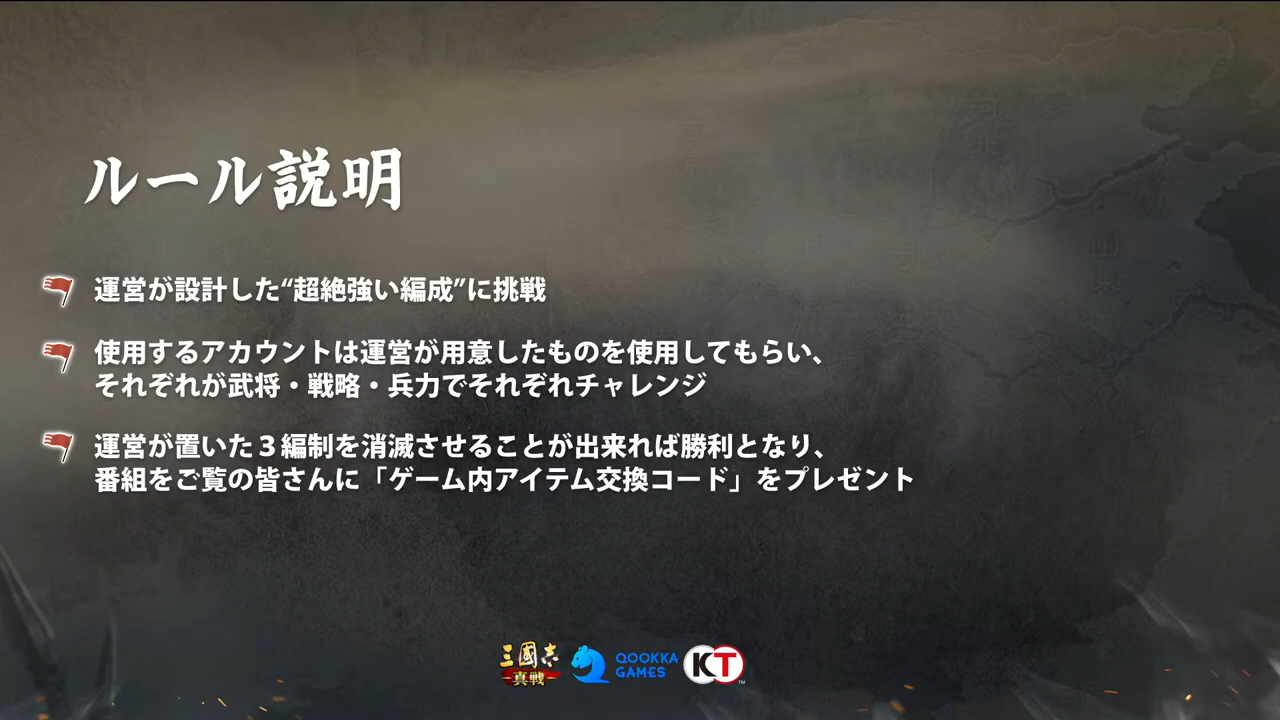 ルール説明
運営が設計した“超絶強い編成”に挑戦
使用するアカウントは運営が用意したものを使用してもらい、
それぞれが武将・戦略・兵力でそれぞれチャレンジ
運営が置いた３編制を消滅させることが出来れば勝利となり、
番組をご覧の皆さんに「ゲーム内アイテム交換コード」をプレゼント
三國志
真戦
QOOKKA
GAMES
KT
TM